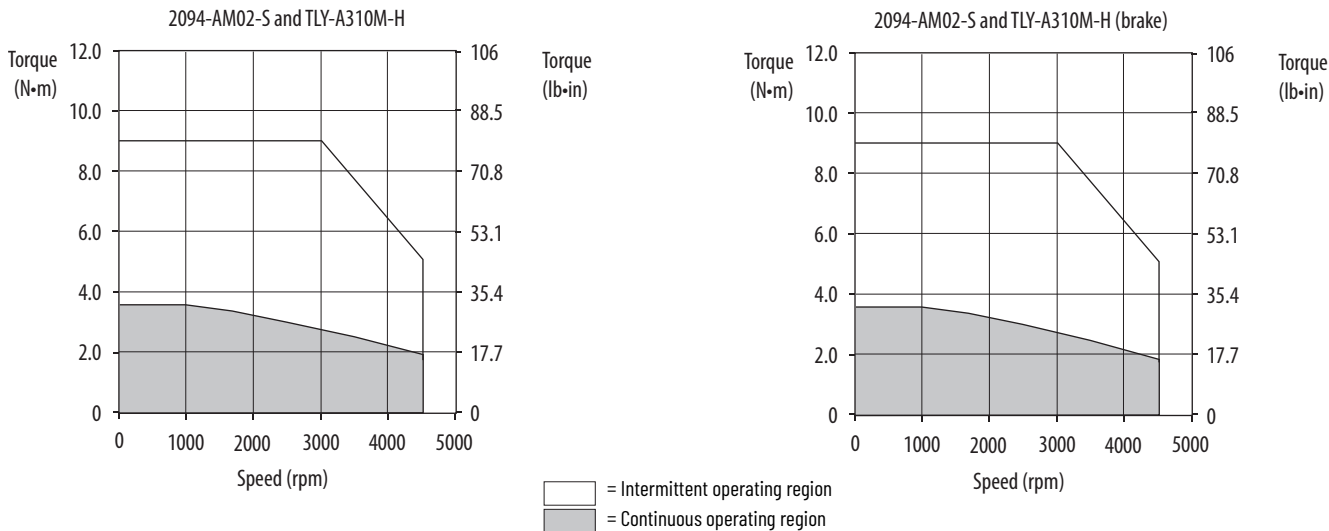 2094-AM02-S and TLY-A310M-H
Torque
(N•m)
12.0
10.0
8.0
6.0
4.0
2.0
0
106
88.5
70.8
53.1
35.4
17.7
0
Torque
(lb•in)
0 1000 2000 3000 4000 5000
Speed (rpm)
2094-AM02-S and TLY-A310M-H (brake)
Torque
(N•m)
12.0
10.0
8.0
6.0
4.0
2.0
0
106
88.5
70.8
53.1
35.4
17.7
0
Torque
(lb•in)
0 1000 2000 3000 4000 5000
Speed (rpm)
= Intermittent operating region
= Continuous operating region